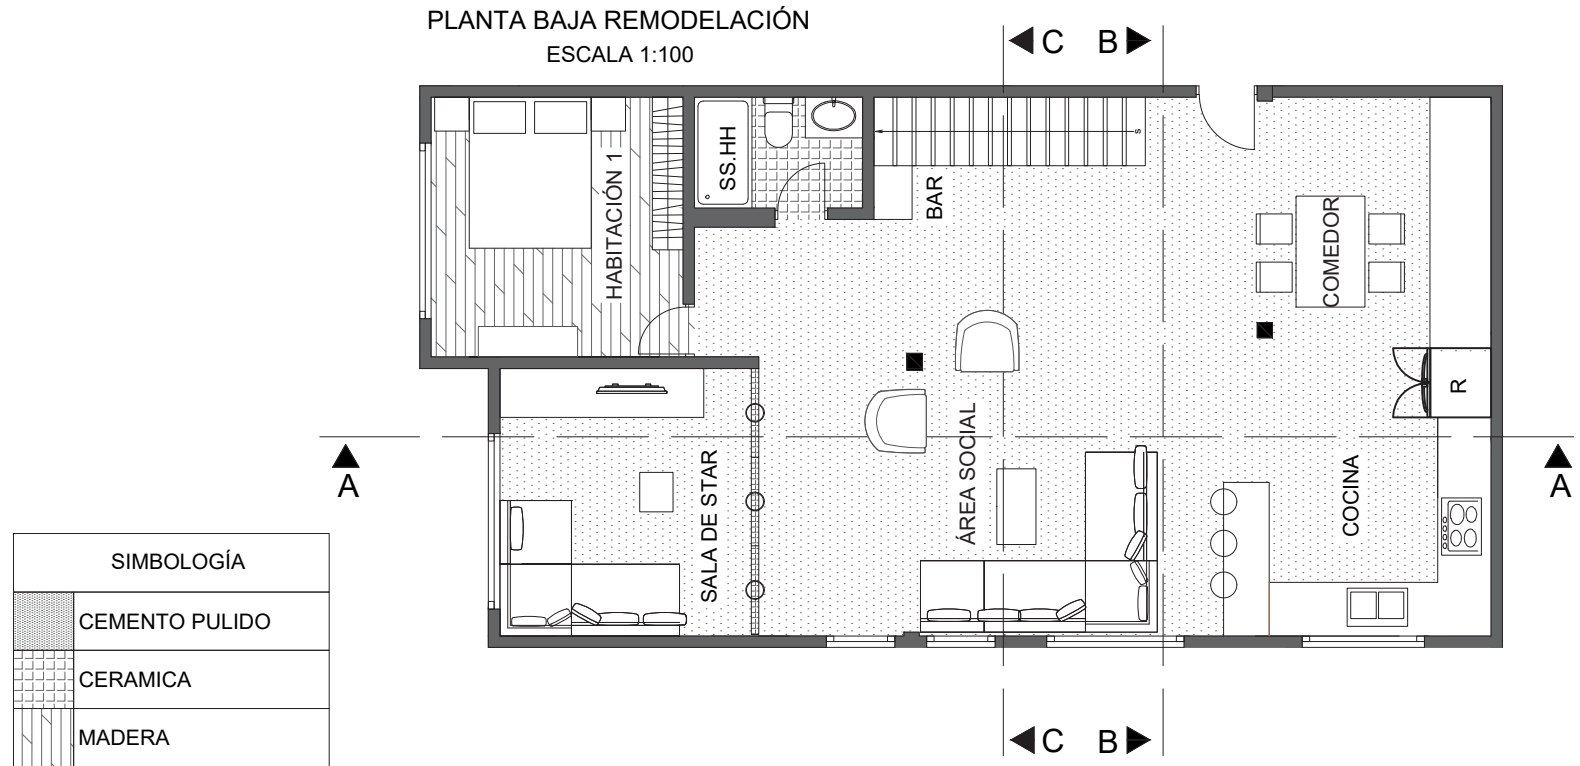 PLANTA BAJA REMODELACIÓN
ESCALA 1:100
C
B
HABITACIÓN 1
SS.HH
BAR
S
COMEDOR
R
A
A
SALA DE STAR
ÁREA SOCIAL
COCINA
SIMBOLOGÍA
CEMENTO PULIDO
CERAMICA
MADERA
C
B